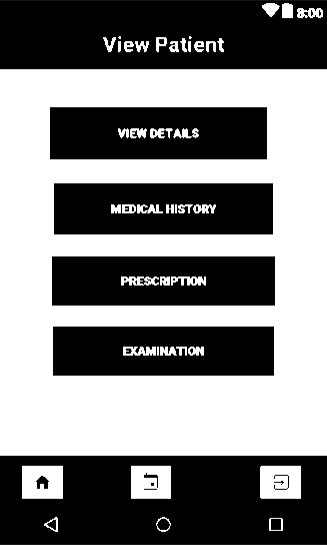 8:00
View Patient
VIEW DETAILS
MEDICAL HISTORY
PRESCRIPTION
EXAMINATION